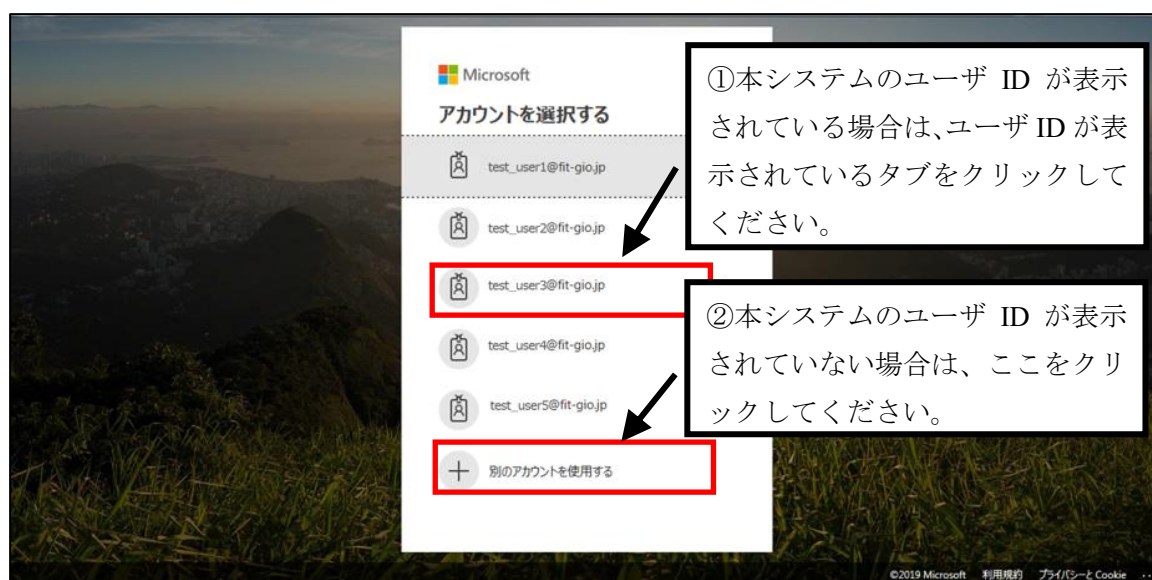 Microsoft
アカウントを選択する
test_user1@fit-gio.jp
test_user2@fit-gio.jp
test_user3@fit-gio.jp
test_user4@fit-gio.jp
test_user5@fit-gio.jp
別のアカウントを使用する
①本システムのユーザ ID が表示
されている場合は、ユーザ ID が表
示されているタブをクリックして
ください。
②本システムのユーザ ID が表示
されていない場合は、ここをクリ
ックしてください。
©2019 Microsoft 利用規約 プライバシーと Cookie ...